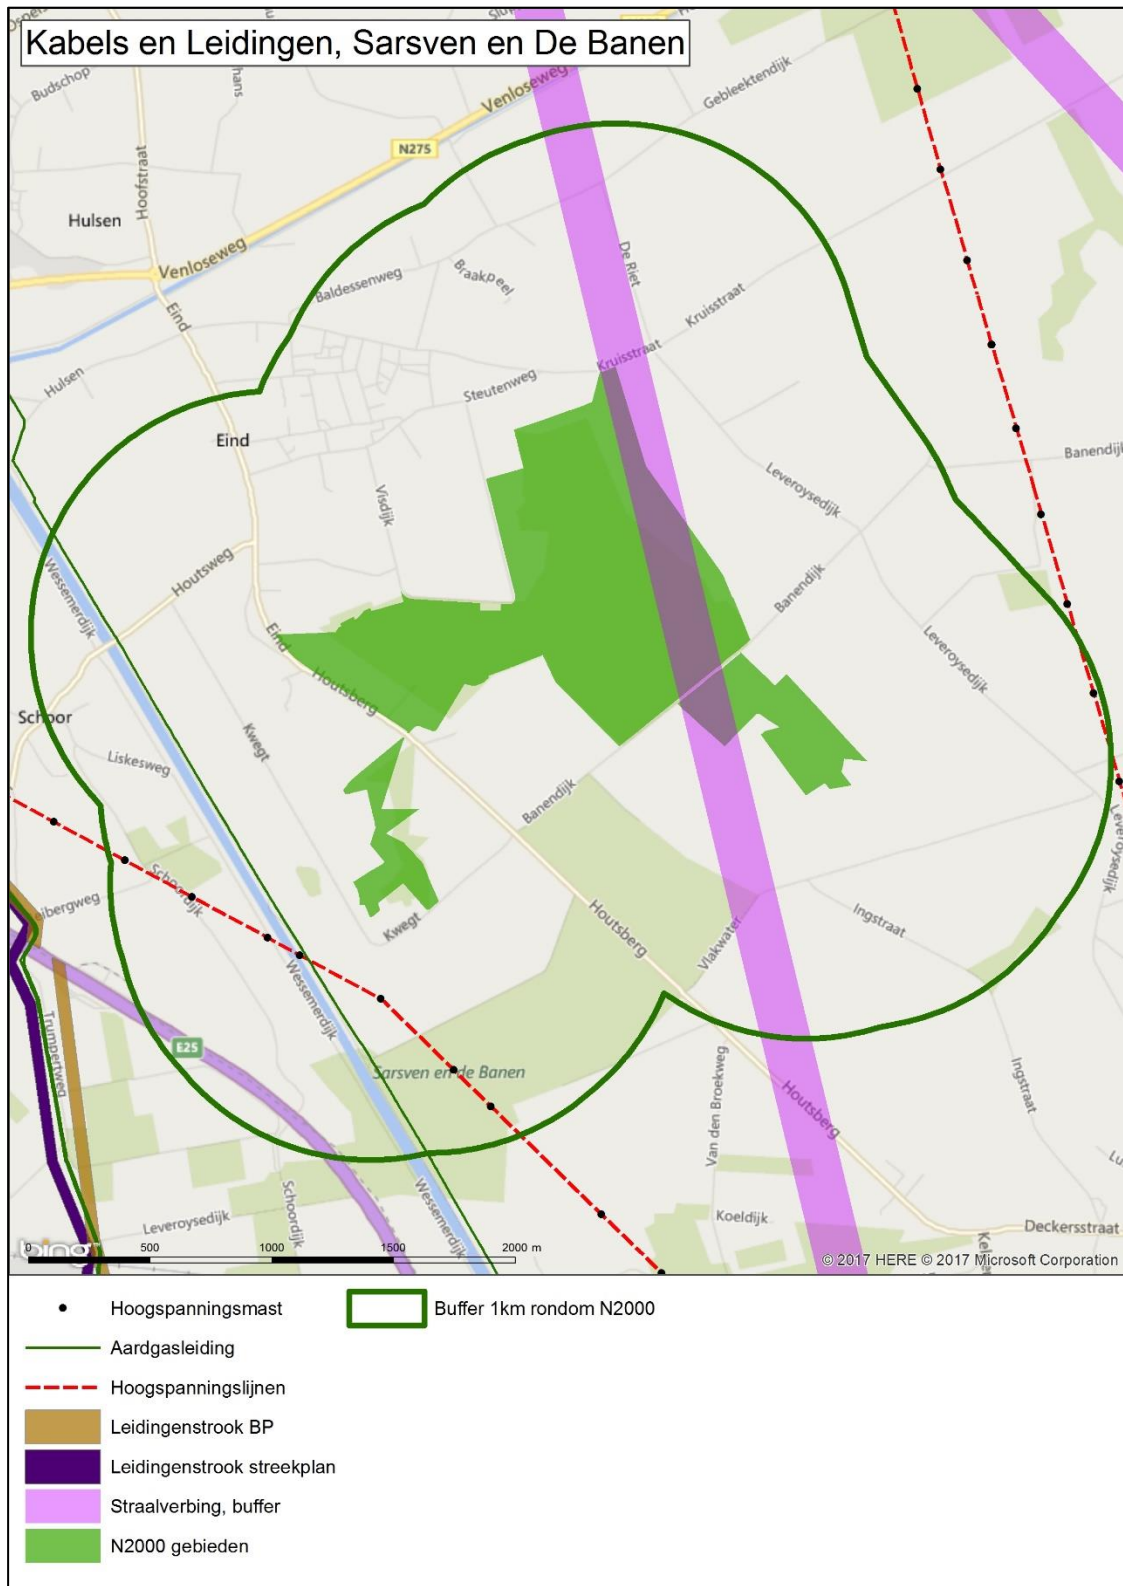 Kabels en Leidingen, Sarsven en De Banen
Budschop
Hoofstraat
Venloseweg
N275
Gebleektendijk
Hulsen
Venloseweg
Baldessenweg
Braakpeel
De Riet
Kruisstraat
Eind
Kruisstraat
Steutenweg
Hulsen
Eind
Banendijk
Leveroysedijk
Visdijk
Houtsweg
Wessemerdijk
Banendijk
Leveroysedijk
Eind
Houtsberg
Schoor
Kwegt
Liskesweg
Banendijk
Leveroysedijk
Schoordijk
eibergweg
Kwegt
Houtsberg
Vlakwater
Ingstraat
Wessemerdijk
Trumpertweg
E25
Sarsven en de Banen
Van den Broekweg
Houtsberg
Ingstraat
Wessemerdijk
Schoordijk
Leveroysedijk
Koeldijk
Deckersstraat
bing
0 500 1000 1500 2000 m
© 2017 HERE © 2017 Microsoft Corporation
Hoogspanningsmast
Buffer 1km rondom N2000
Aardgasleiding
Hoogspanningslijnen
Leidingenstrook BP
Leidingenstrook streekplan
Straalverbing, buffer
N2000 gebieden